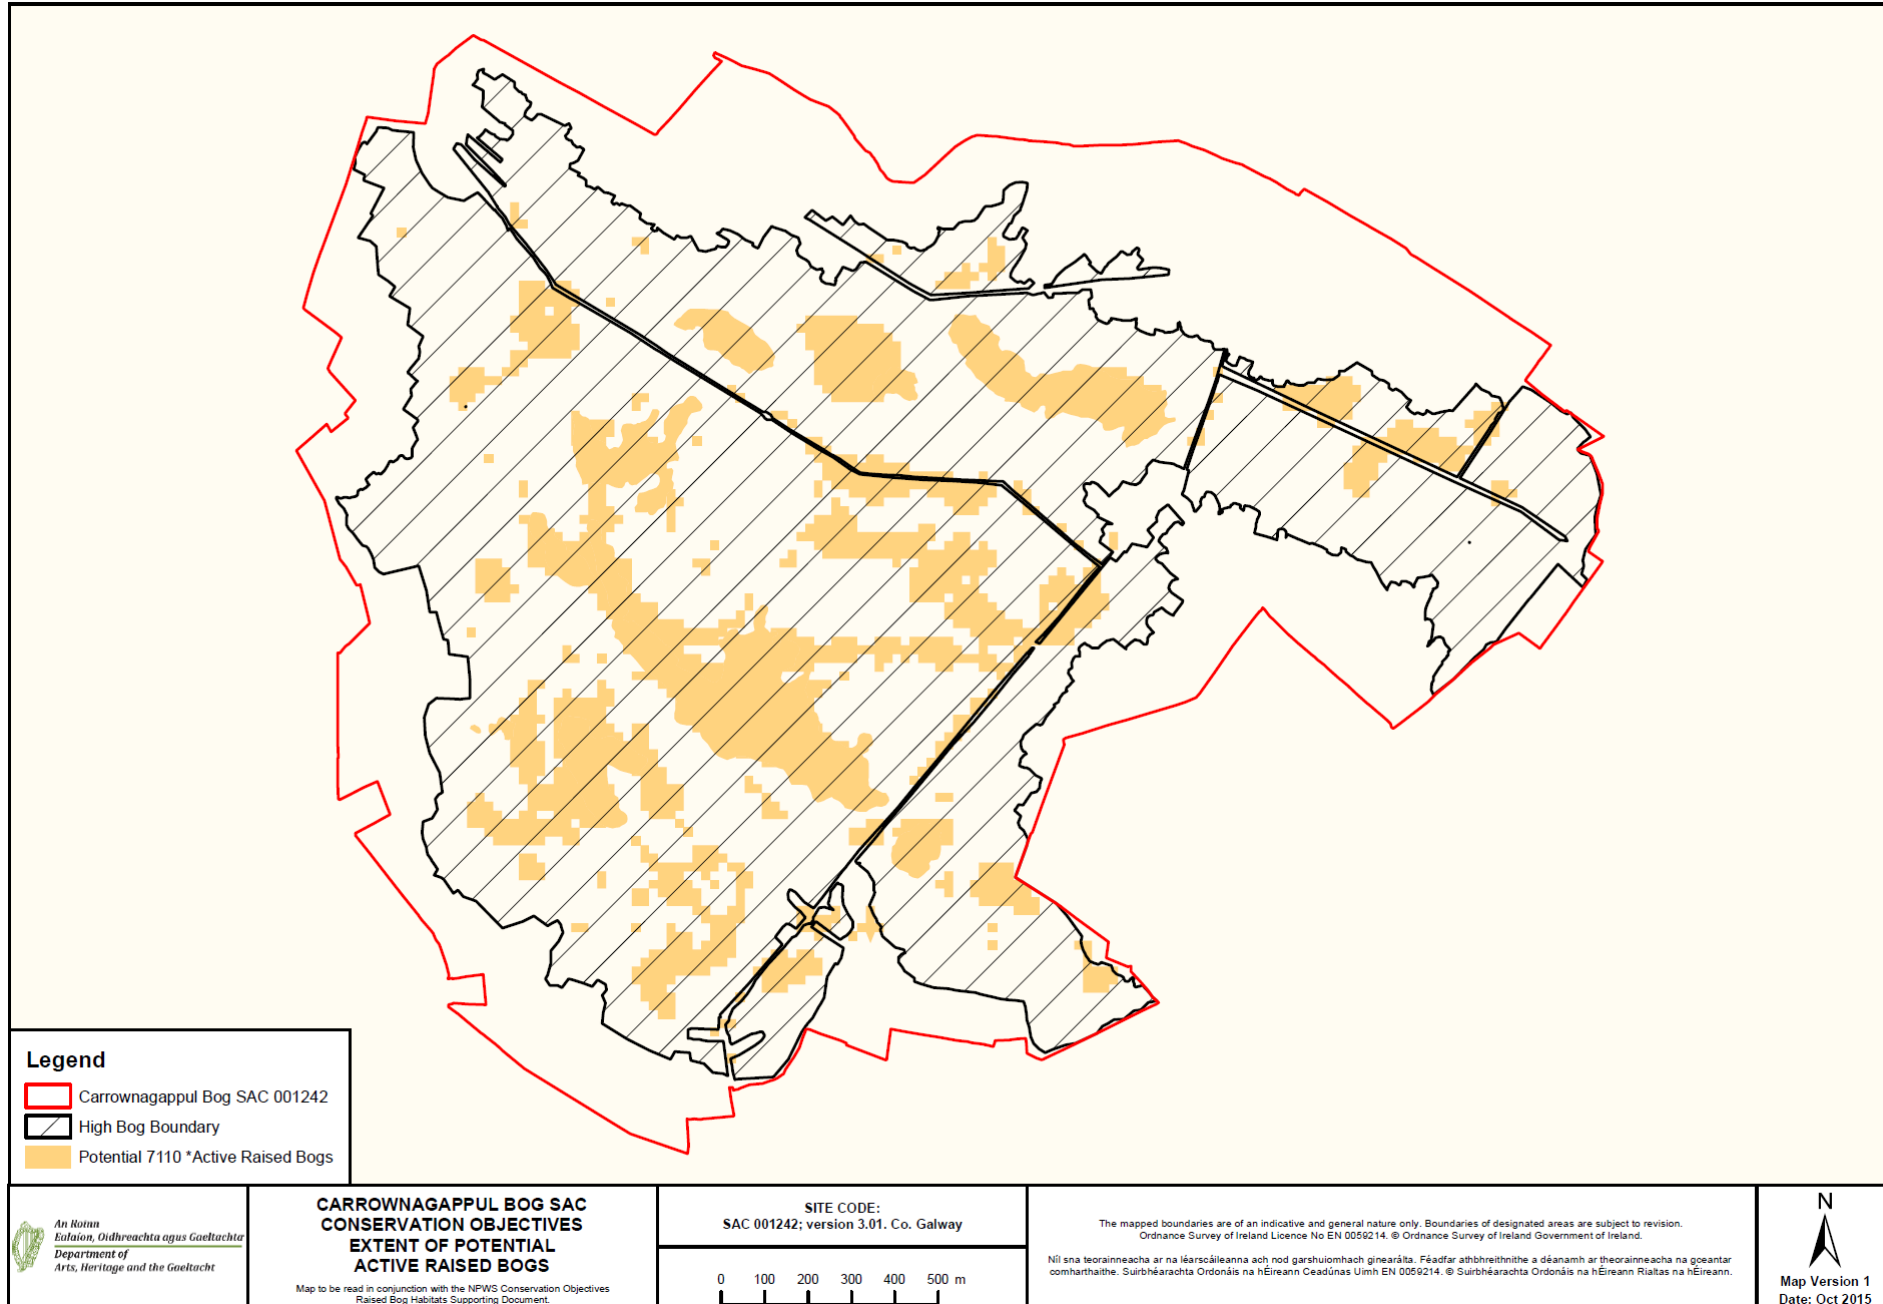 Legend
Carrownagappul Bog SAC 001242
High Bog Boundary
Potential 7110 *Active Raised Bogs
An Roinn
Ealaíon, Oidhreachta agus Gaeltachta
Department of
Arts, Heritage and the Gaeltacht
CARROWNAGAPPUL BOG SAC
CONSERVATION OBJECTIVES
EXTENT OF POTENTIAL
ACTIVE RAISED BOGS
Map to be read in conjunction with the NPWS Conservation Objectives
Raised Bog Habitats Supporting Document.
SITE CODE:
SAC 001242; version 3.01. Co. Galway
0 100 200 300 400 500 m
The mapped boundaries are of an indicative and general nature only. Boundaries of designated areas are subject to revision.
Ordnance Survey of Ireland Licence No EN 0059214. © Ordnance Survey of Ireland Government of Ireland.
Níl sna teorainneacha ar na léarscáileanna ach nod garshuiomhach ginearálta. Féadfar athbhreithnithe a déanamh ar theorainneacha na gceantar
comharthaithe. Suirbhéarachta Ordonáis na hÉireann Ceadúnas Uimh EN 0059214. © Suirbhéarachta Ordonáis na hÉireann Rialtas na hÉireann.
N
Map Version 1
Date: Oct 2015